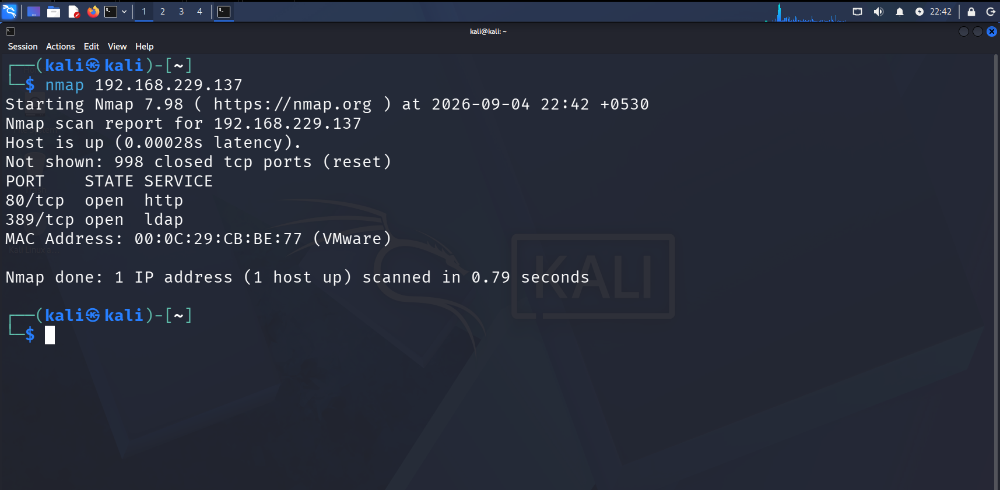 1 2 3 4 22:42
kali@kali: ~
Session Actions Edit View Help
┌──(kali㉿kali)-[~]
└─$ nmap 192.168.229.137
Starting Nmap 7.98 ( https://nmap.org ) at 2026-09-04 22:42 +0530
Nmap scan report for 192.168.229.137
Host is up (0.00028s latency).
Not shown: 998 closed tcp ports (reset)
PORT    STATE SERVICE
80/tcp  open  http
389/tcp open  ldap
MAC Address: 00:0C:29:CB:BE:77 (VMware)
Nmap done: 1 IP address (1 host up) scanned in 0.79 seconds
┌──(kali㉿kali)-[~]
└─$
KALI